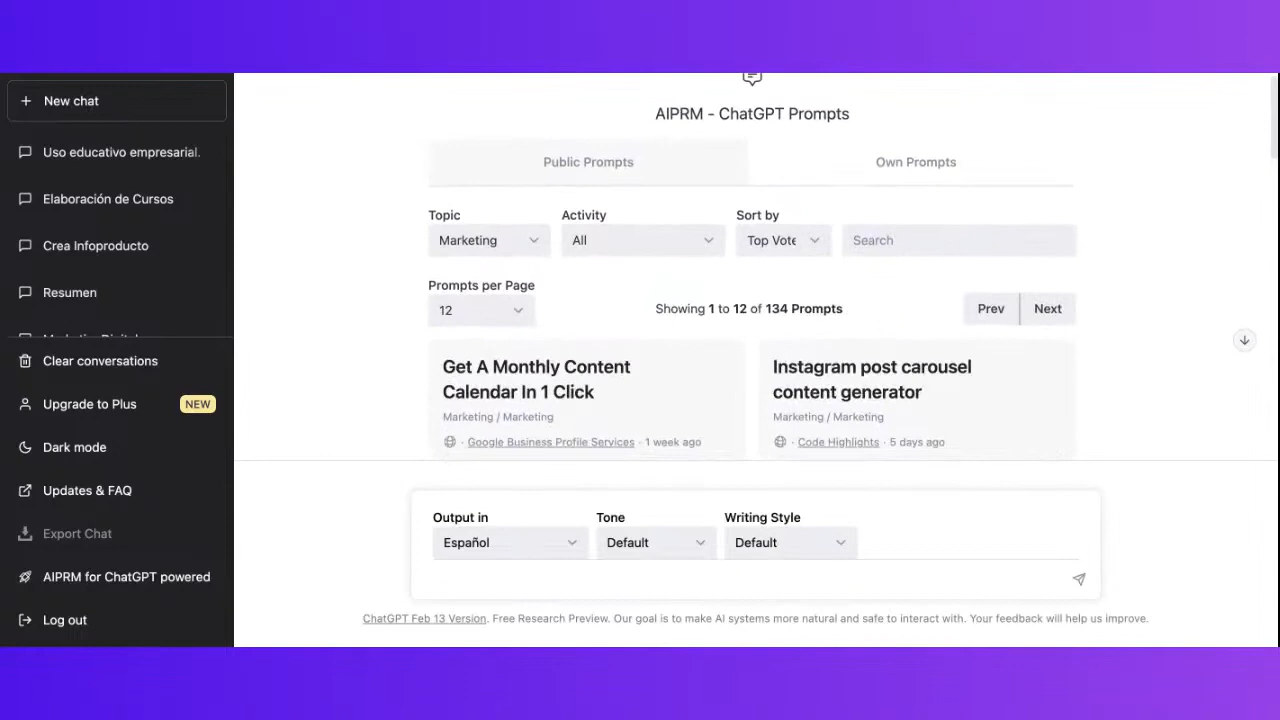 New chat
Uso educativo empresarial.
Elaboración de Cursos
Crea Infoproducto
Resumen
Clear conversations
Upgrade to Plus NEW
Dark mode
Updates & FAQ
Export Chat
AIPRM for ChatGPT powered
Log out
AIPRM - ChatGPT Prompts
Public Prompts Own Prompts
Topic Activity Sort by
Marketing All Top Vote Search
Prompts per Page
12 Showing 1 to 12 of 134 Prompts Prev Next
Get A Monthly Content
Calendar In 1 Click
Marketing / Marketing
· Google Business Profile Services · 1 week ago
Instagram post carousel
content generator
Marketing / Marketing
· Code Highlights · 5 days ago
Output in Tone Writing Style
Español Default Default
ChatGPT Feb 13 Version. Free Research Preview. Our goal is to make AI systems more natural and safe to interact with. Your feedback will help us improve.